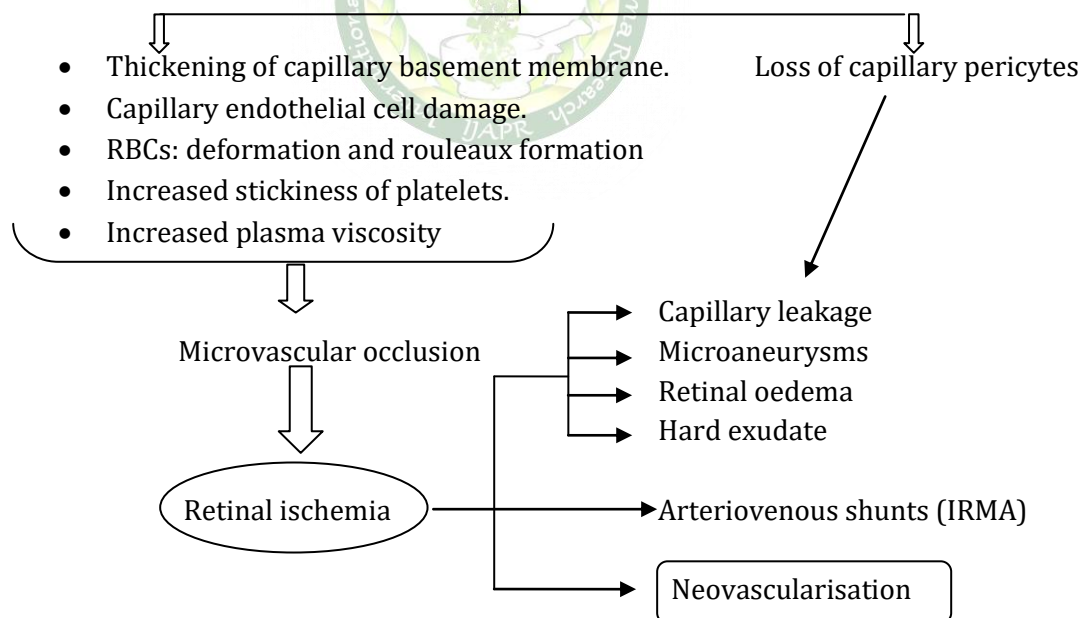 • Thickening of capillary basement membrane.
• Capillary endothelial cell damage.
• RBCs: deformation and rouleaux formation
• Increased stickiness of platelets.
• Increased plasma viscosity
Loss of capillary pericytes
Microvascular occlusion
Retinal ischemia
Capillary leakage
Microaneurysms
Retinal oedema
Hard exudate
Arteriovenous shunts (IRMA)
Neovascularisation
IJAPR